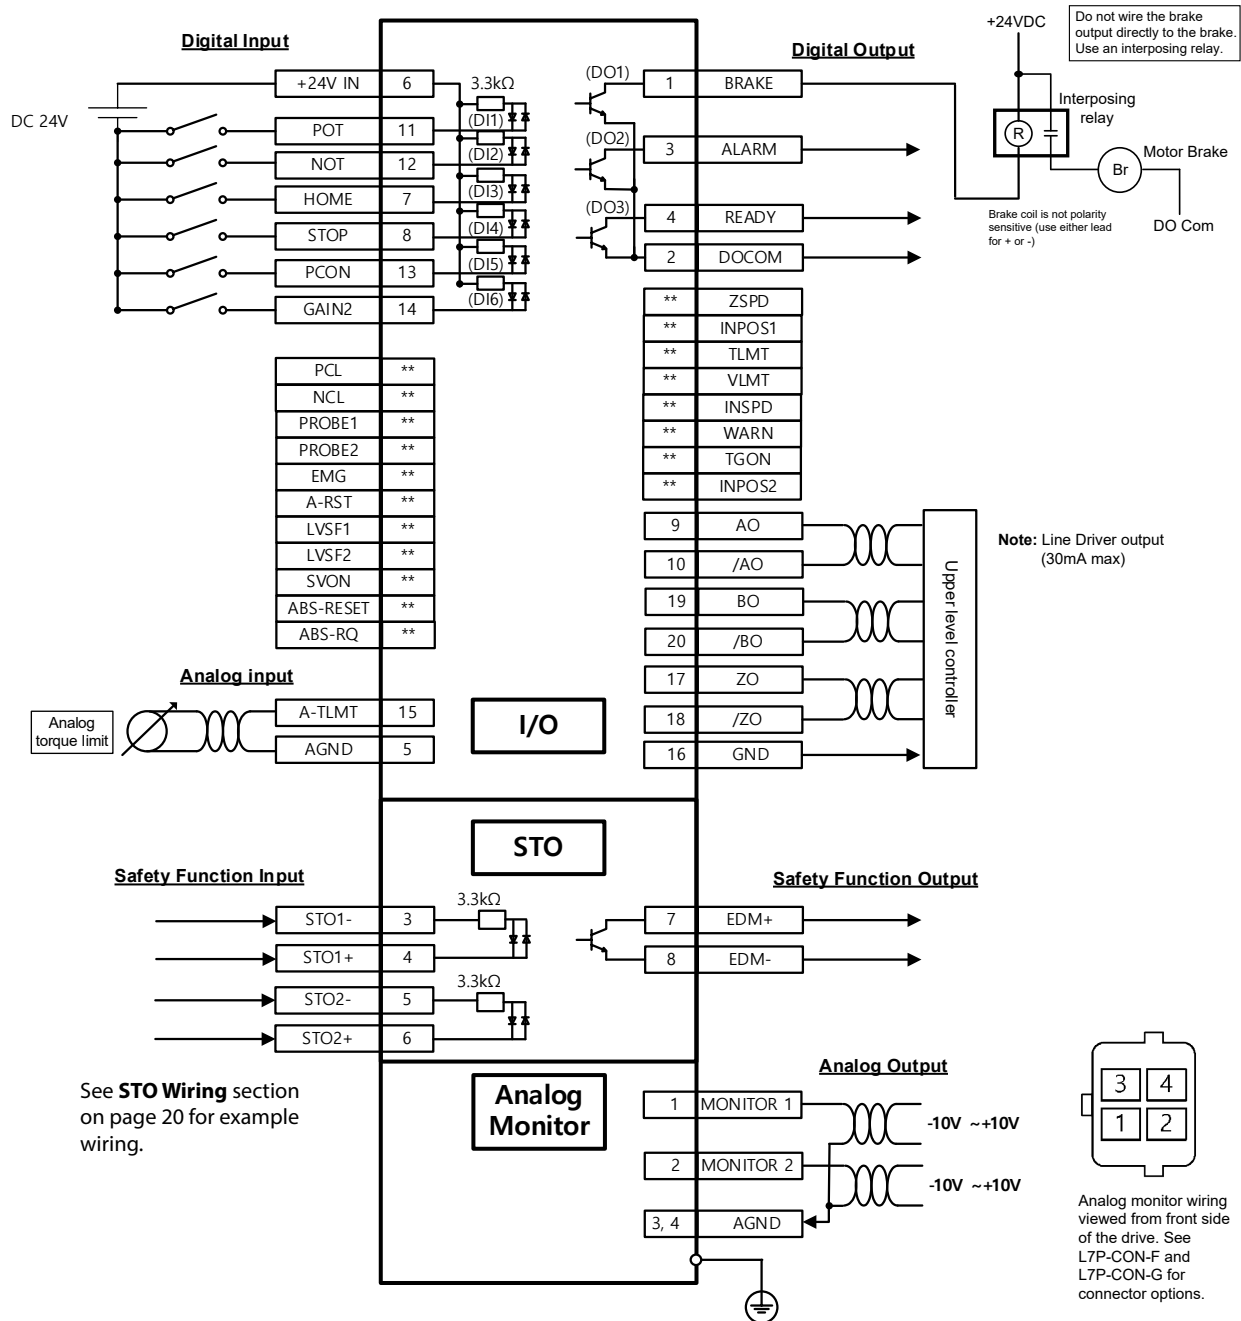 Digital Input
+24V IN 6
DC 24V
POT 11
NOT 12
HOME 7
STOP 8
PCON 13
GAIN2 14
3.3kΩ
(DI1)
(DI2)
(DI3)
(DI4)
(DI5)
(DI6)
PCL **
NCL **
PROBE1 **
PROBE2 **
EMG **
A-RST **
LVSF1 **
LVSF2 **
SVON **
ABS-RESET **
ABS-RQ **
Analog input
Analog
torque limit
A-TLMT 15
AGND 5
I/O
Digital Output
(DO1)
1 BRAKE
(DO2)
3 ALARM
(DO3)
4 READY
2 DOCOM
+24VDC
Do not wire the brake
output directly to the brake.
Use an interposing relay.
Interposing
relay
R
Motor Brake
Br
Brake coil is not polarity
sensitive (use either lead
for + or -)
DO Com
** ZSPD
** INPOS1
** TLMT
** VLMT
** INSPD
** WARN
** TGON
** INPOS2
9 AO
10 /AO
19 BO
20 /BO
17 ZO
18 /ZO
16 GND
Upper level controller
Note: Line Driver output
(30mA max)
STO
Safety Function Input
STO1- 3
STO1+ 4
STO2- 5
STO2+ 6
3.3kΩ
3.3kΩ
Safety Function Output
7 EDM+
8 EDM-
See STO Wiring section
on page 20 for example
wiring.
Analog
Monitor
Analog Output
1 MONITOR 1
-10V ~+10V
2 MONITOR 2
-10V ~+10V
3, 4 AGND
3 4
1 2
Analog monitor wiring
viewed from front side
of the drive. See
L7P-CON-F and
L7P-CON-G for
connector options.